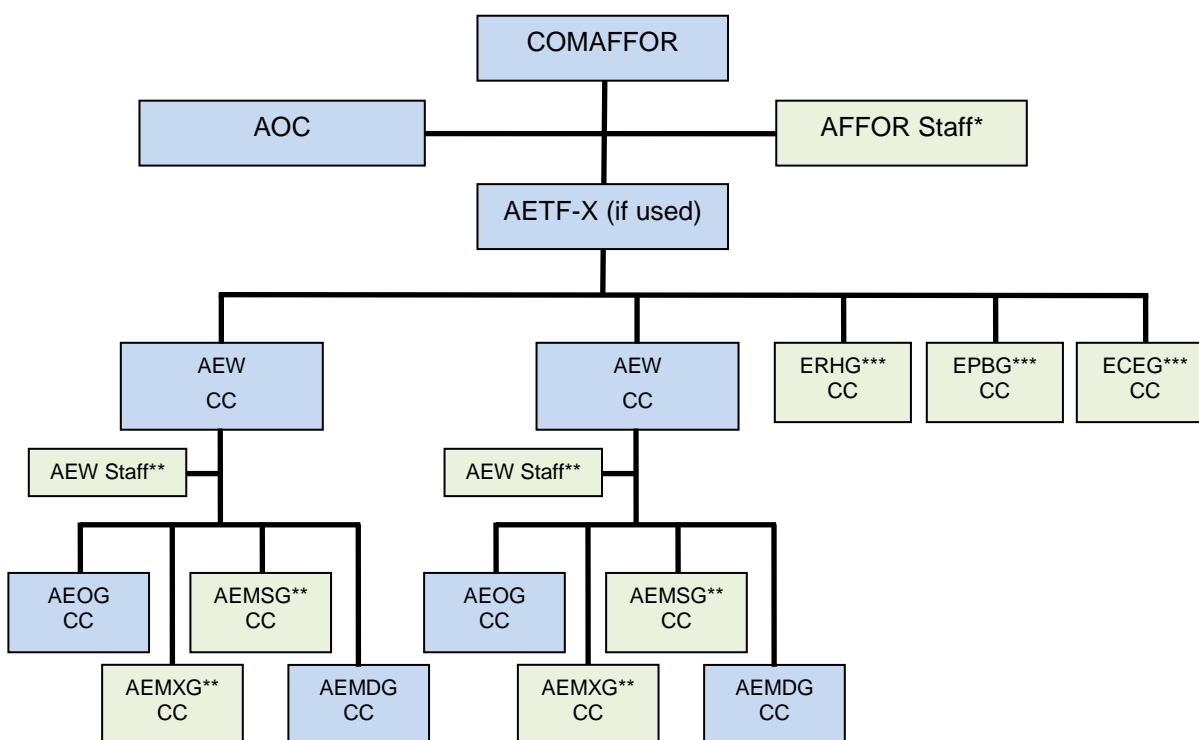 COMAFFOR
AOC
AFFOR Staff*
AETF-X (if used)
AEW
CC
AEW
CC
ERHG***
CC
EPBG***
CC
ECEG***
CC
AEW Staff**
AEW Staff**
AEOG
CC
AEMSG**
CC
AEOG
CC
AEMSG**
CC
AEMXG**
CC
AEMDG
CC
AEMXG**
CC
AEMDG
CC